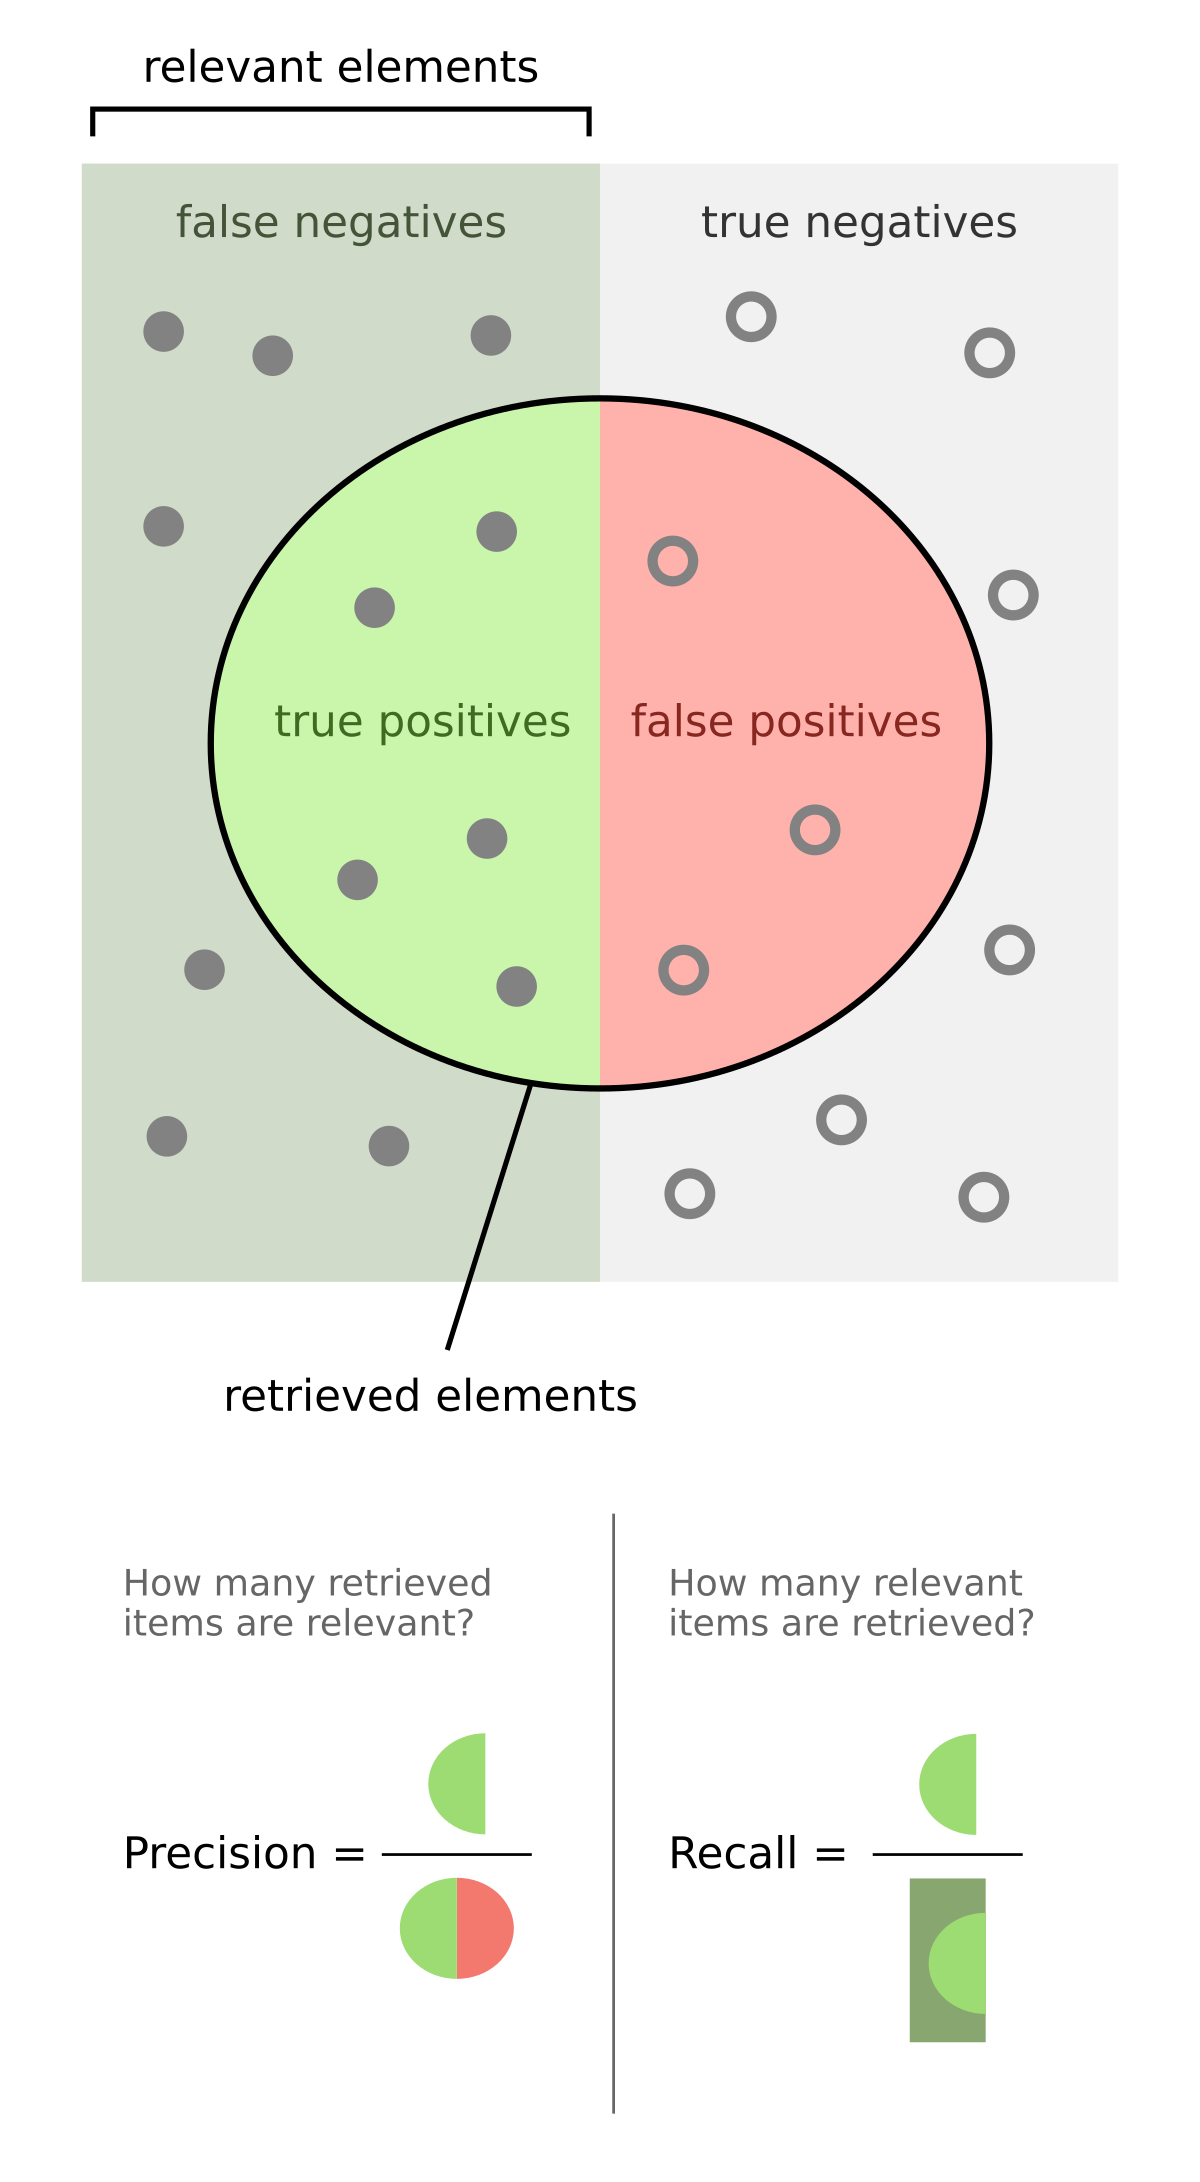 relevant elements
false negatives
true negatives
true positives
false positives
retrieved elements
How many retrieved
items are relevant?
How many relevant
items are retrieved?
Precision =
Recall =